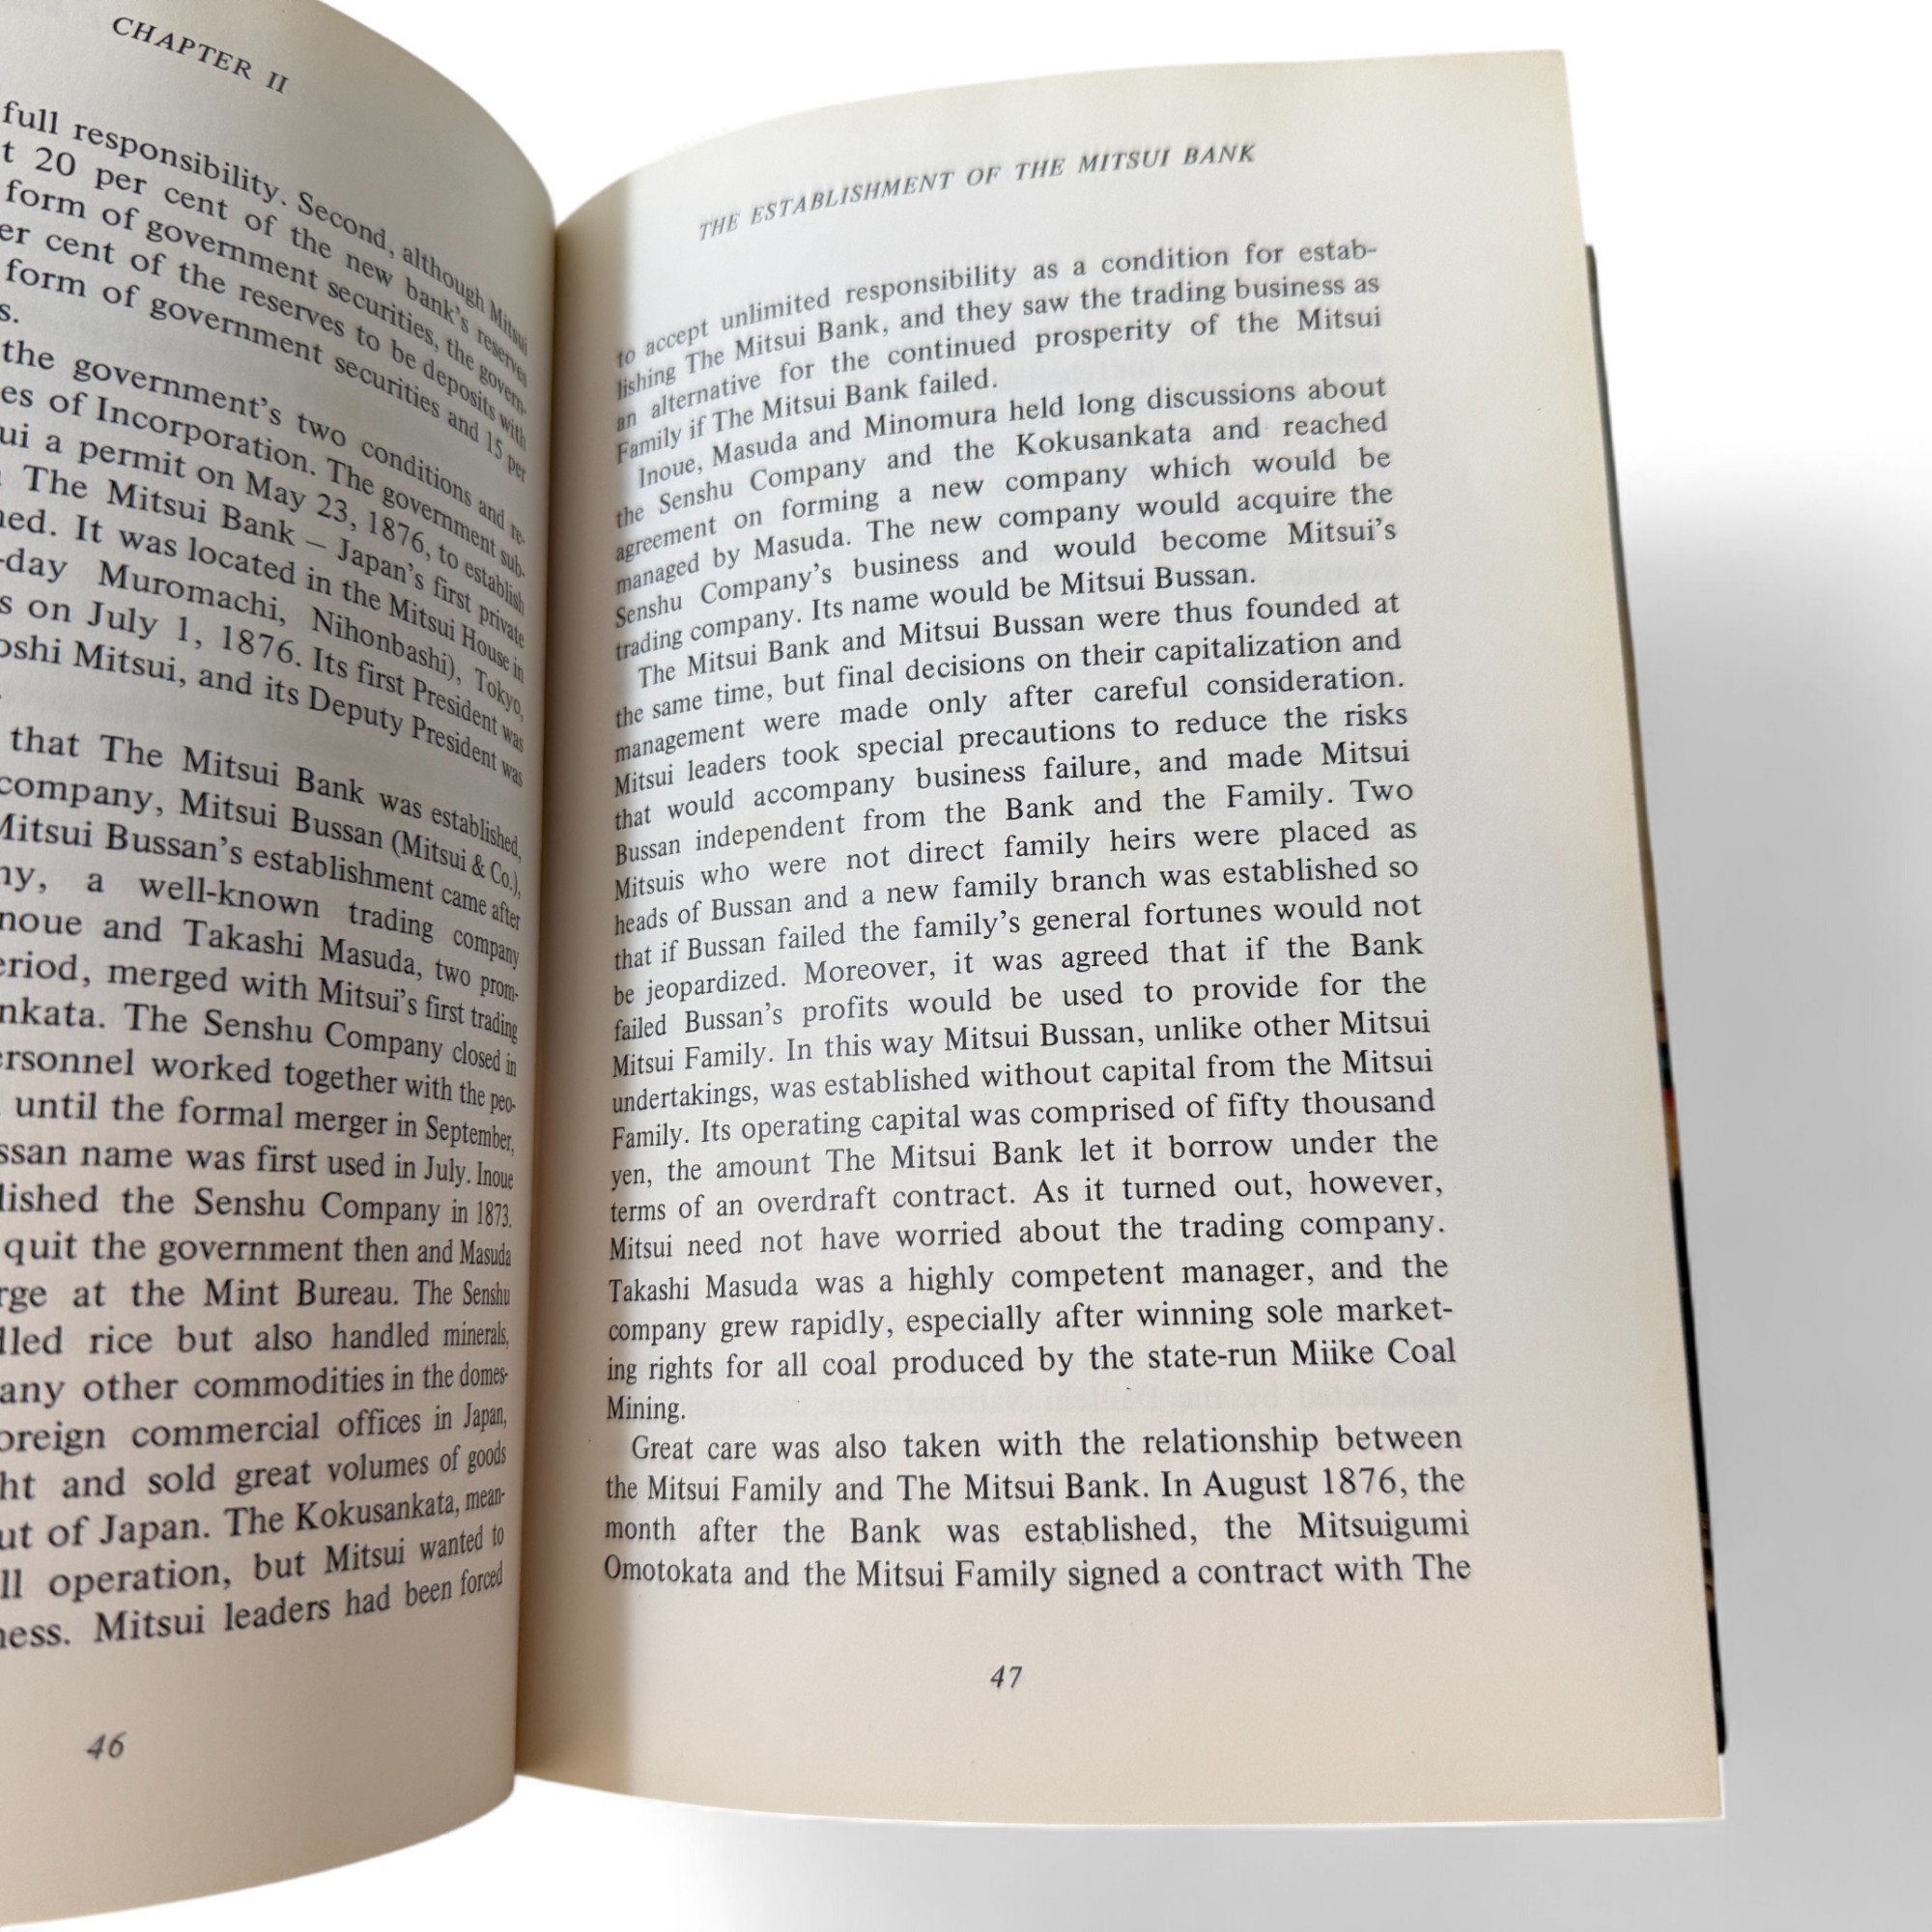 CHAPTER II
full responsibility. Second, although Mitsui
t 20 per cent of the new bank's reserves
form of government securities, the govern-
er cent of the reserves to be deposits with
form of government securities and 15 per
s.
the government's two conditions and re-
es of Incorporation. The government sub-
ui a permit on May 23, 1876, to establish
The Mitsui Bank – Japan's first private
ned. It was located in the Mitsui House in
-day Muromachi, Nihonbashi), Tokyo,
s on July 1, 1876. Its first President was
oshi Mitsui, and its Deputy President was
that The Mitsui Bank was established,
company, Mitsui Bussan (Mitsui & Co.),
Mitsui Bussan's establishment came after
ny, a well-known trading company
noue and Takashi Masuda, two prom-
eriod, merged with Mitsui's first trading
nkata. The Senshu Company closed in
ersonnel worked together with the peo-
until the formal merger in September,
ssan name was first used in July. Inoue
lished the Senshu Company in 1873.
quit the government then and Masuda
rge at the Mint Bureau. The Senshu
lled rice but also handled minerals,
any other commodities in the domes-
oreign commercial offices in Japan,
ht and sold great volumes of goods
ut of Japan. The Kokusankata, mean-
ll operation, but Mitsui wanted to
ness. Mitsui leaders had been forced
46
THE ESTABLISHMENT OF THE MITSUI BANK
to accept unlimited responsibility as a condition for estab-
lishing The Mitsui Bank, and they saw the trading business as
an alternative for the continued prosperity of the Mitsui
Family if The Mitsui Bank failed.
Inoue, Masuda and Minomura held long discussions about
the Senshu Company and the Kokusankata and reached
agreement on forming a new company which would be
managed by Masuda. The new company would acquire the
Senshu Company's business and would become Mitsui's
trading company. Its name would be Mitsui Bussan.
The Mitsui Bank and Mitsui Bussan were thus founded at
the same time, but final decisions on their capitalization and
management were made only after careful consideration.
Mitsui leaders took special precautions to reduce the risks
that would accompany business failure, and made Mitsui
Bussan independent from the Bank and the Family. Two
Mitsuis who were not direct family heirs were placed as
heads of Bussan and a new family branch was established so
that if Bussan failed the family's general fortunes would not
be jeopardized. Moreover, it was agreed that if the Bank
failed Bussan's profits would be used to provide for the
Mitsui Family. In this way Mitsui Bussan, unlike other Mitsui
undertakings, was established without capital from the Mitsui
Family. Its operating capital was comprised of fifty thousand
yen, the amount The Mitsui Bank let it borrow under the
terms of an overdraft contract. As it turned out, however,
Mitsui need not have worried about the trading company.
Takashi Masuda was a highly competent manager, and the
company grew rapidly, especially after winning sole market-
ing rights for all coal produced by the state-run Miike Coal
Mining.
Great care was also taken with the relationship between
the Mitsui Family and The Mitsui Bank. In August 1876, the
month after the Bank was established, the Mitsuigumi
Omotokata and the Mitsui Family signed a contract with The
47